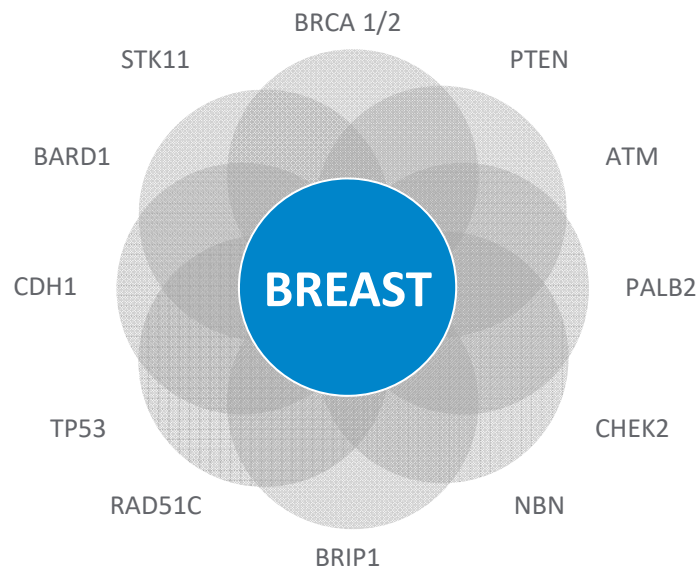 BRCA 1/2
STK11
PTEN
BARD1
ATM
CDH1
BREAST
PALB2
TP53
CHEK2
RAD51C
NBN
BRIP1